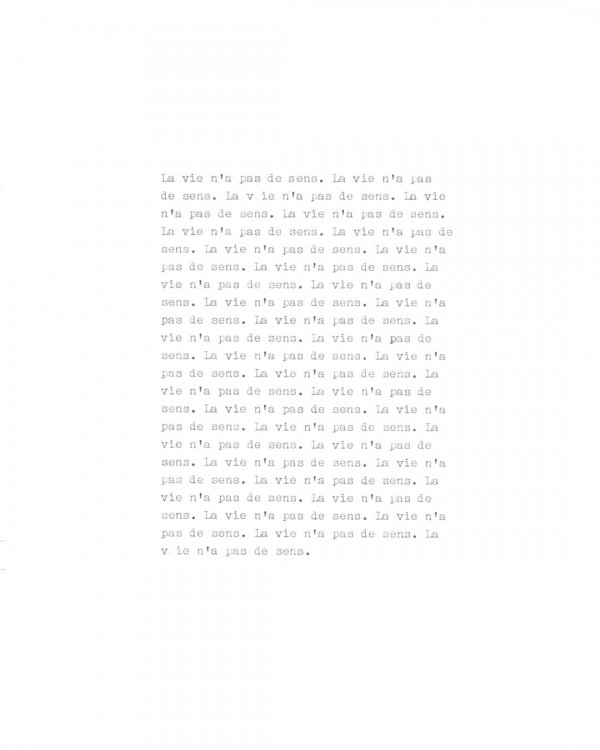 La vie n'a pas de sens. La vie n'a pas
de sens. La v ie n'a pas de sens. La vie
n'a pas de sens. La vie n'a pas de sens.
La vie n'a pas de sens. La vie n'a pas de
sens. La vie n'a pas de sens. La vie n'a
pas de sens. La vie n'a pas de sens. La
vie n'a pas de sens. La vie n'a pas de
sens. La vie n'a pas de sens. La vie n'a
pas de sens. La vie n'a pas de sens. La
vie n'a pas de sens. La vie n'a pas de
sens. La vie n'a pas de sens. La vie n'a
pas de sens. La vie n'a pas de sens. La
vie n'a pas de sens. La vie n'a pas de
sens. La vie n'a pas de sens. La vie n'a
pas de sens. La vie n'a pas de sens. La
vie n'a pas de sens. La vie n'a pas de
sens. La vie n'a pas de sens. La vie n'a
pas de sens. La vie n'a pas de sens. La
vie n'a pas de sens. La vie n'a pas de
sens. La vie n'a pas de sens. La vie n'a
pas de sens. La vie n'a pas de sens. La
v ie n'a pas de sens.